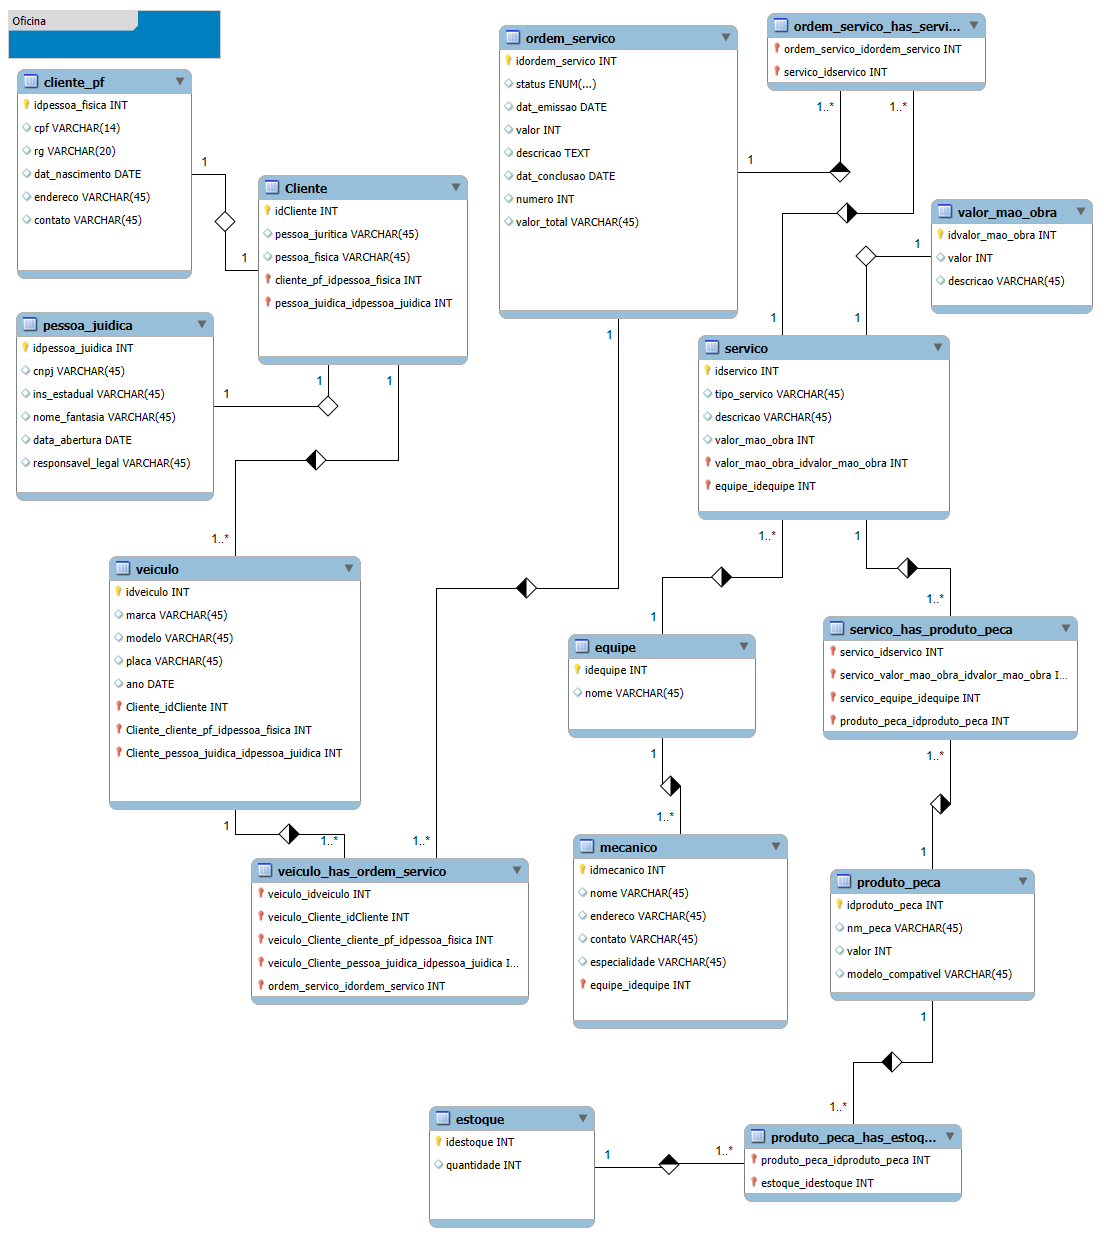 Oficina
cliente_pf
idpessoa_fisica INT
cpf VARCHAR(14)
rg VARCHAR(20)
dat_nascimento DATE
endereco VARCHAR(45)
contato VARCHAR(45)
1
1
Cliente
idCliente INT
pessoa_juritica VARCHAR(45)
pessoa_fisica VARCHAR(45)
cliente_pf_idpessoa_fisica INT
pessoa_juidica_idpessoa_juidica INT
pessoa_juidica
idpessoa_juidica INT
cnpj VARCHAR(45)
ins_estadual VARCHAR(45)
nome_fantasia VARCHAR(45)
data_abertura DATE
responsavel_legal VARCHAR(45)
1
1
1
1..*
veiculo
idveiculo INT
marca VARCHAR(45)
modelo VARCHAR(45)
placa VARCHAR(45)
ano DATE
Cliente_idCliente INT
Cliente_cliente_pf_idpessoa_fisica INT
Cliente_pessoa_juidica_idpessoa_juidica INT
1
1..*
1..*
veiculo_has_ordem_servico
veiculo_idveiculo INT
veiculo_Cliente_idCliente INT
veiculo_Cliente_cliente_pf_idpessoa_fisica INT
veiculo_Cliente_pessoa_juidica_idpessoa_juidica I...
ordem_servico_idordem_servico INT
ordem_servico
idordem_servico INT
status ENUM(...)
dat_emissao DATE
valor INT
descricao TEXT
dat_conclusao DATE
numero INT
valor_total VARCHAR(45)
1
1
ordem_servico_has_servi...
ordem_servico_idordem_servico INT
servico_idservico INT
1..*
1..*
valor_mao_obra
idvalor_mao_obra INT
valor INT
descricao VARCHAR(45)
1
1
1
servico
idservico INT
tipo_servico VARCHAR(45)
descricao VARCHAR(45)
valor_mao_obra INT
valor_mao_obra_idvalor_mao_obra INT
equipe_idequipe INT
1..*
1
1
1..*
equipe
idequipe INT
nome VARCHAR(45)
1
1..*
mecanico
idmecanico INT
nome VARCHAR(45)
endereco VARCHAR(45)
contato VARCHAR(45)
especialidade VARCHAR(45)
equipe_idequipe INT
servico_has_produto_peca
servico_idservico INT
servico_valor_mao_obra_idvalor_mao_obra I...
servico_equipe_idequipe INT
produto_peca_idproduto_peca INT
1..*
1
produto_peca
idproduto_peca INT
nm_peca VARCHAR(45)
valor INT
modelo_compativel VARCHAR(45)
1
1..*
estoque
idestoque INT
quantidade INT
1
1..*
produto_peca_has_estoq...
produto_peca_idproduto_peca INT
estoque_idestoque INT